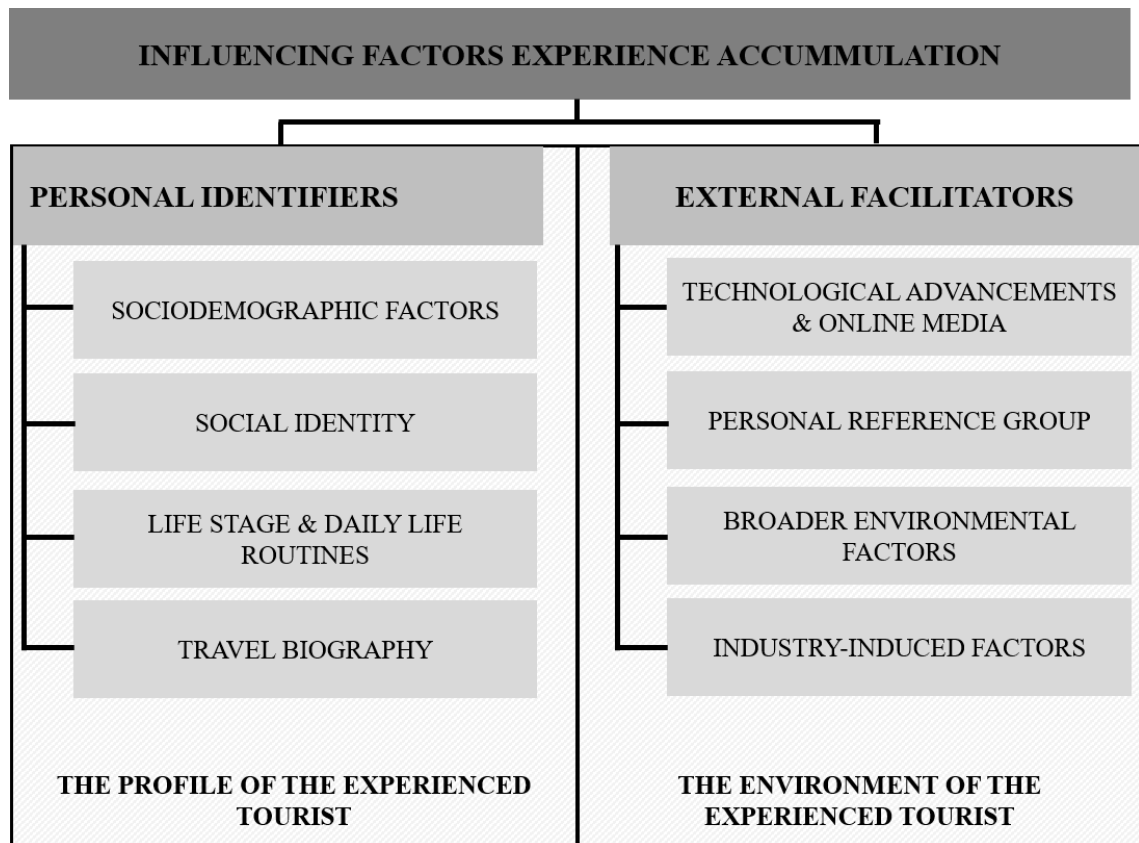 INFLUENCING FACTORS EXPERIENCE ACCUMMULATION
PERSONAL IDENTIFIERS
SOCIODEMOGRAPHIC FACTORS
SOCIAL IDENTITY
LIFE STAGE & DAILY LIFE
ROUTINES
TRAVEL BIOGRAPHY
THE PROFILE OF THE EXPERIENCED
TOURIST
EXTERNAL FACILITATORS
TECHNOLOGICAL ADVANCEMENTS
& ONLINE MEDIA
PERSONAL REFERENCE GROUP
BROADER ENVIRONMENTAL
FACTORS
INDUSTRY-INDUCED FACTORS
THE ENVIRONMENT OF THE
EXPERIENCED TOURIST